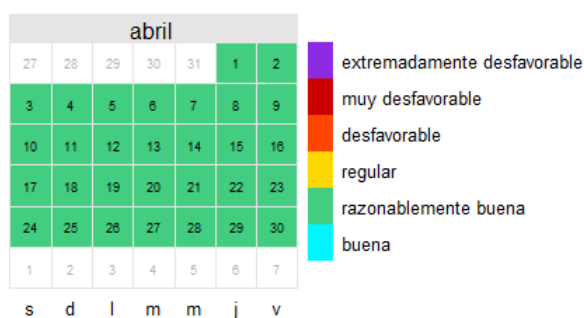 abril
27 28 29 30 31 1 2
3 4 5 6 7 8 9
10 11 12 13 14 15 16
17 18 19 20 21 22 23
24 25 26 27 28 29 30
1 2 3 4 5 6 7
s d l m m j v
extremadamente desfavorable
muy desfavorable
desfavorable
regular
razonablemente buena
buena